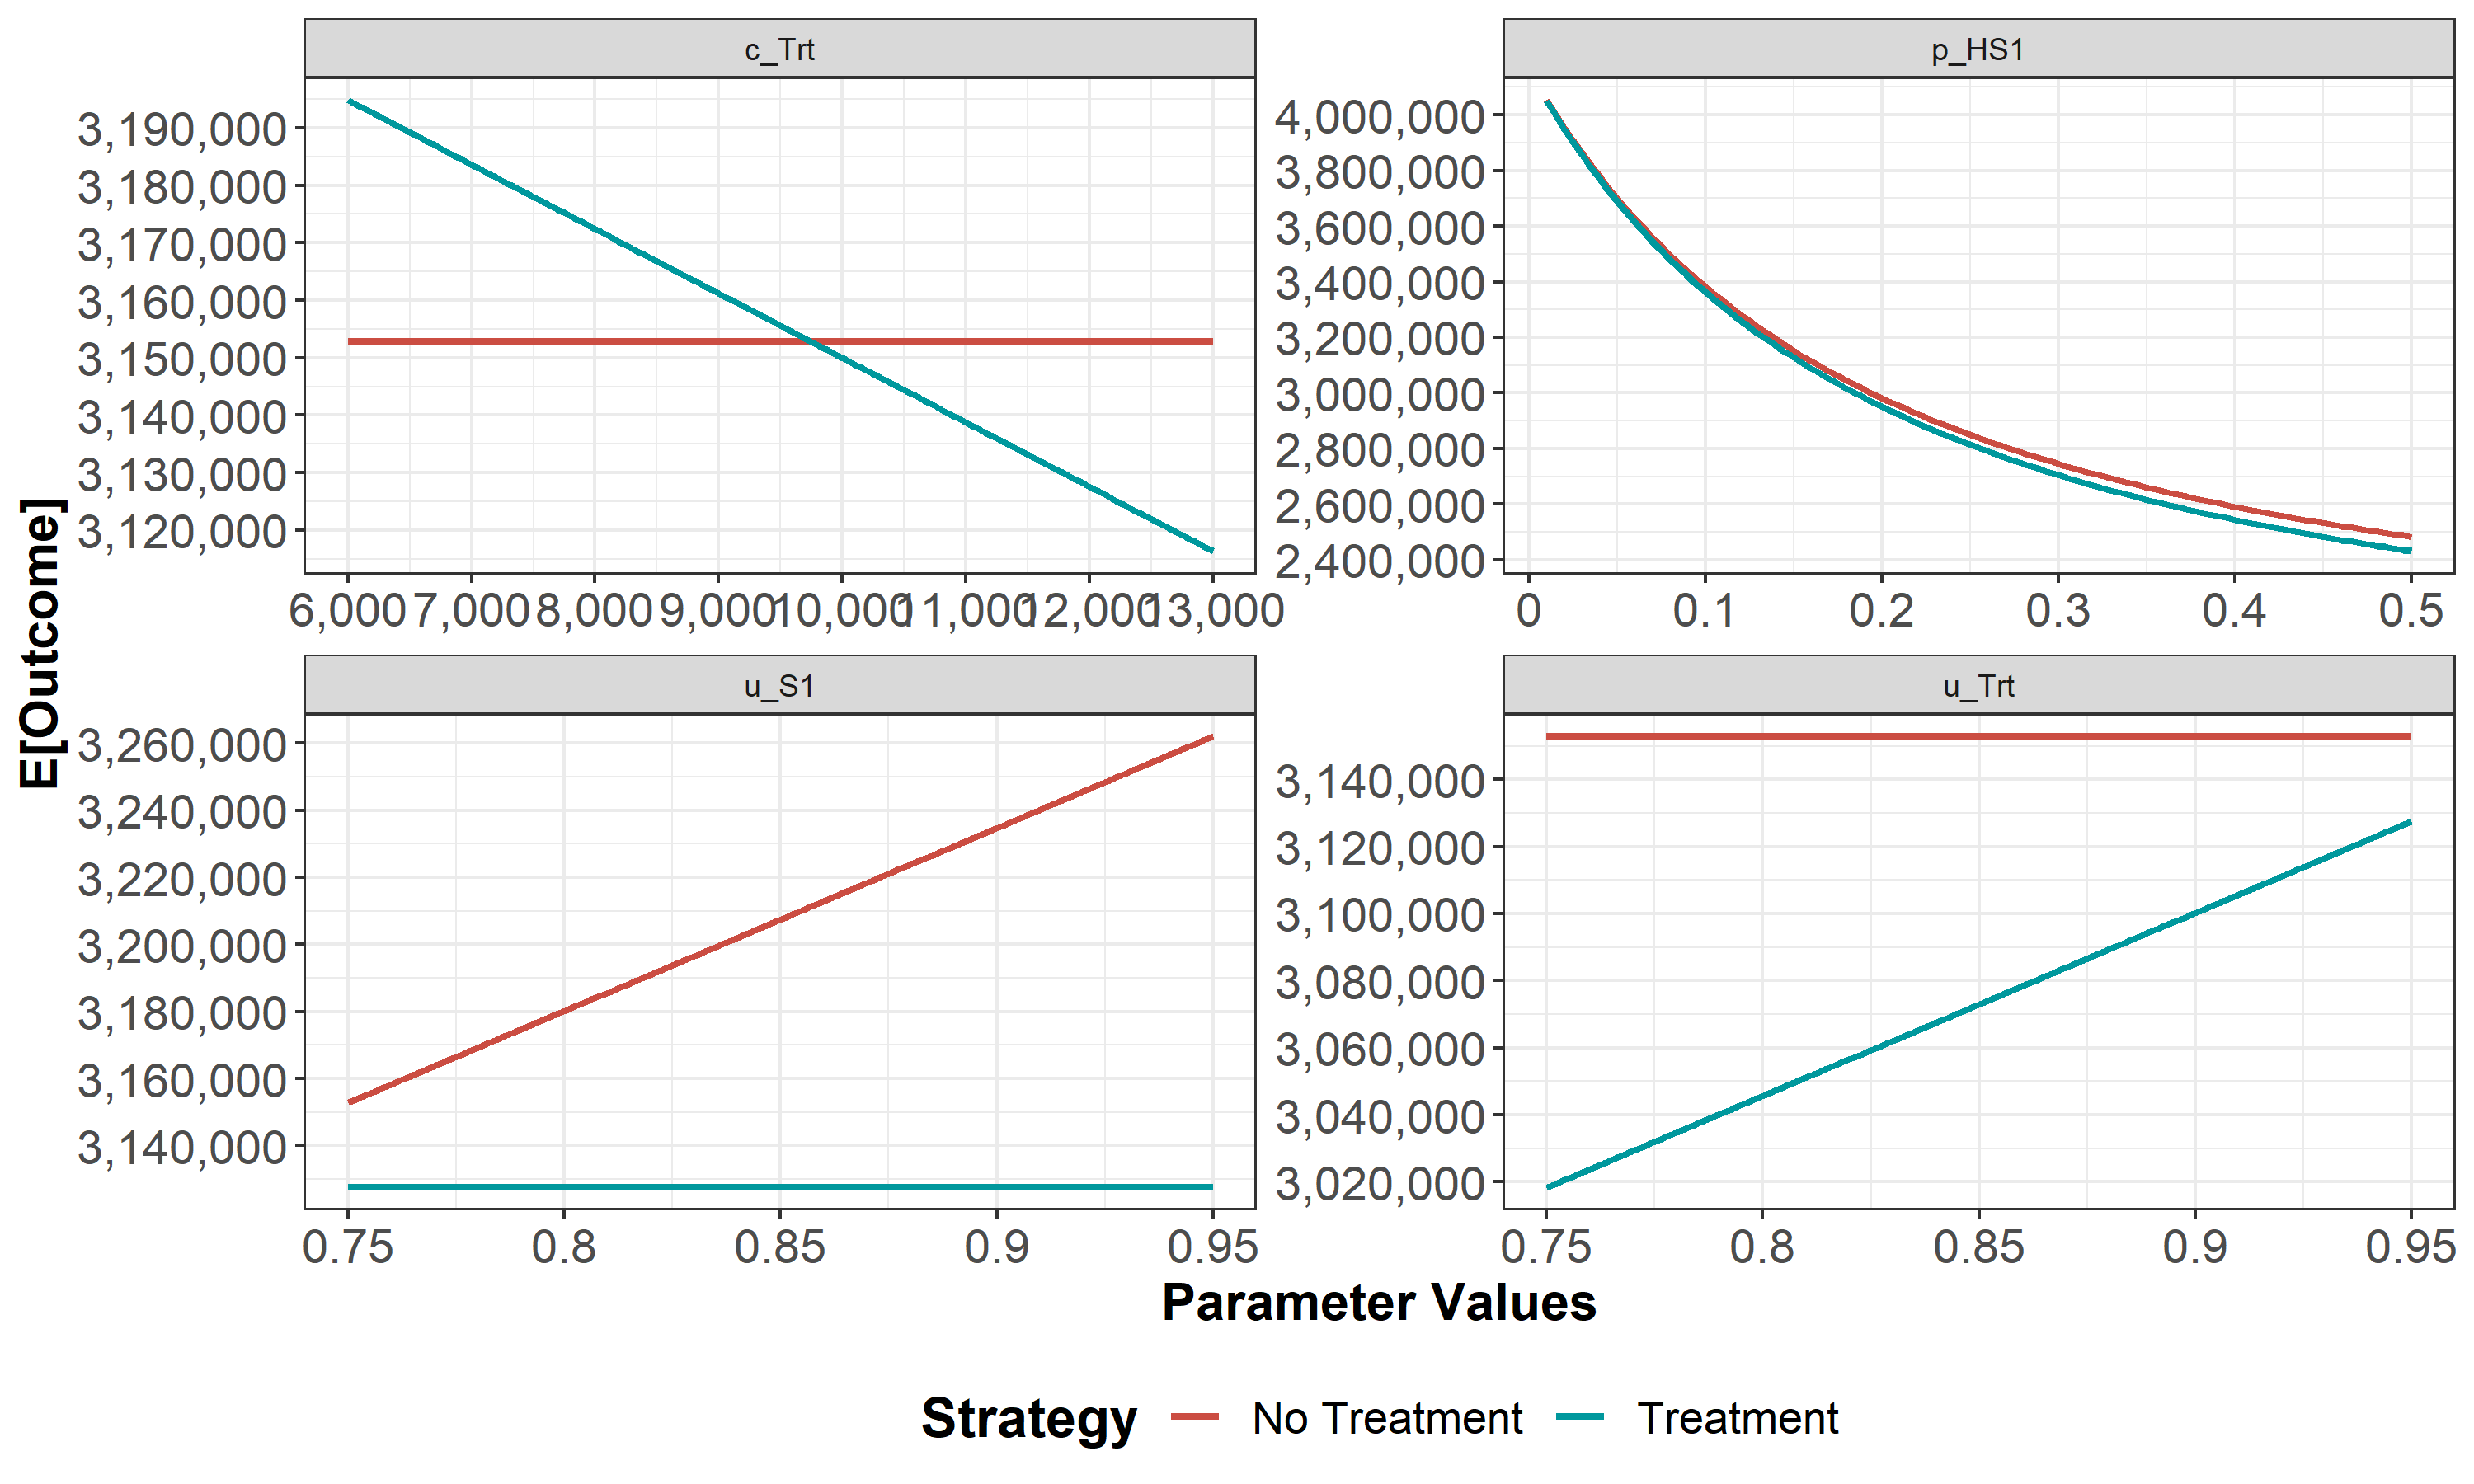 c_Trt
3,190,000
3,180,000
3,170,000
3,160,000
3,150,000
3,140,000
3,130,000
3,120,000
6,000 7,000 8,000 9,000 10,000 11,000 12,000 13,000
p_HS1
4,000,000
3,800,000
3,600,000
3,400,000
3,200,000
3,000,000
2,800,000
2,600,000
2,400,000
0 0.1 0.2 0.3 0.4 0.5
E[Outcome]
u_S1
3,260,000
3,240,000
3,220,000
3,200,000
3,180,000
3,160,000
3,140,000
0.75 0.8 0.85 0.9 0.95
u_Trt
3,140,000
3,120,000
3,100,000
3,080,000
3,060,000
3,040,000
3,020,000
0.75 0.8 0.85 0.9 0.95
Parameter Values
Strategy No Treatment Treatment